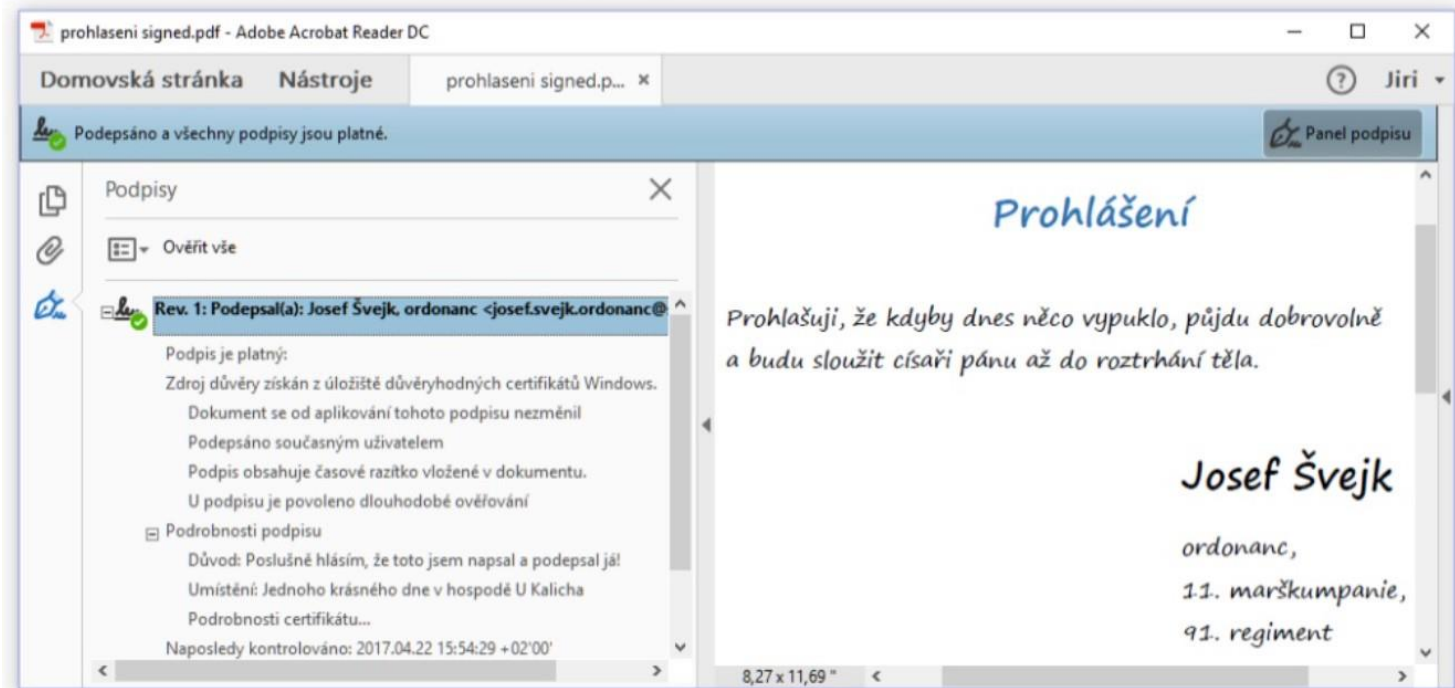 prohlaseni signed.pdf - Adobe Acrobat Reader DC
Domovská stránka Nástroje prohlaseni signed.p... × ? Jiri
Podepsáno a všechny podpisy jsou platné. Panel podpisu
Podpisy
Ověřit vše
Rev. 1: Podepsal(a): Josef Švejk, ordonanc <josef.svejk.ordonanc@
Podpis je platný:
Zdroj důvěry získán z úložiště důvěryhodných certifikátů Windows.
Dokument se od aplikování tohoto podpisu nezměnil
Podepsáno současným uživatelem
Podpis obsahuje časové razítko vložené v dokumentu.
U podpisu je povoleno dlouhodobé ověřování
Podrobnosti podpisu
Důvod: Poslušně hlásím, že toto jsem napsal a podepsal já!
Umístění: Jednoho krásného dne v hospodě U Kalicha
Podrobnosti certifikátu...
Naposledy kontrolováno: 2017.04.22 15:54:29 +02'00'
Prohlášení
Prohlašuji, že kdyby dnes něco vypuklo, půjdu dobrovolně
a budu sloužit císaři pánu až do roztrhání těla.
Josef Švejk
ordonanc,
11. marškumpanie,
91. regiment
8,27 x 11,69 "